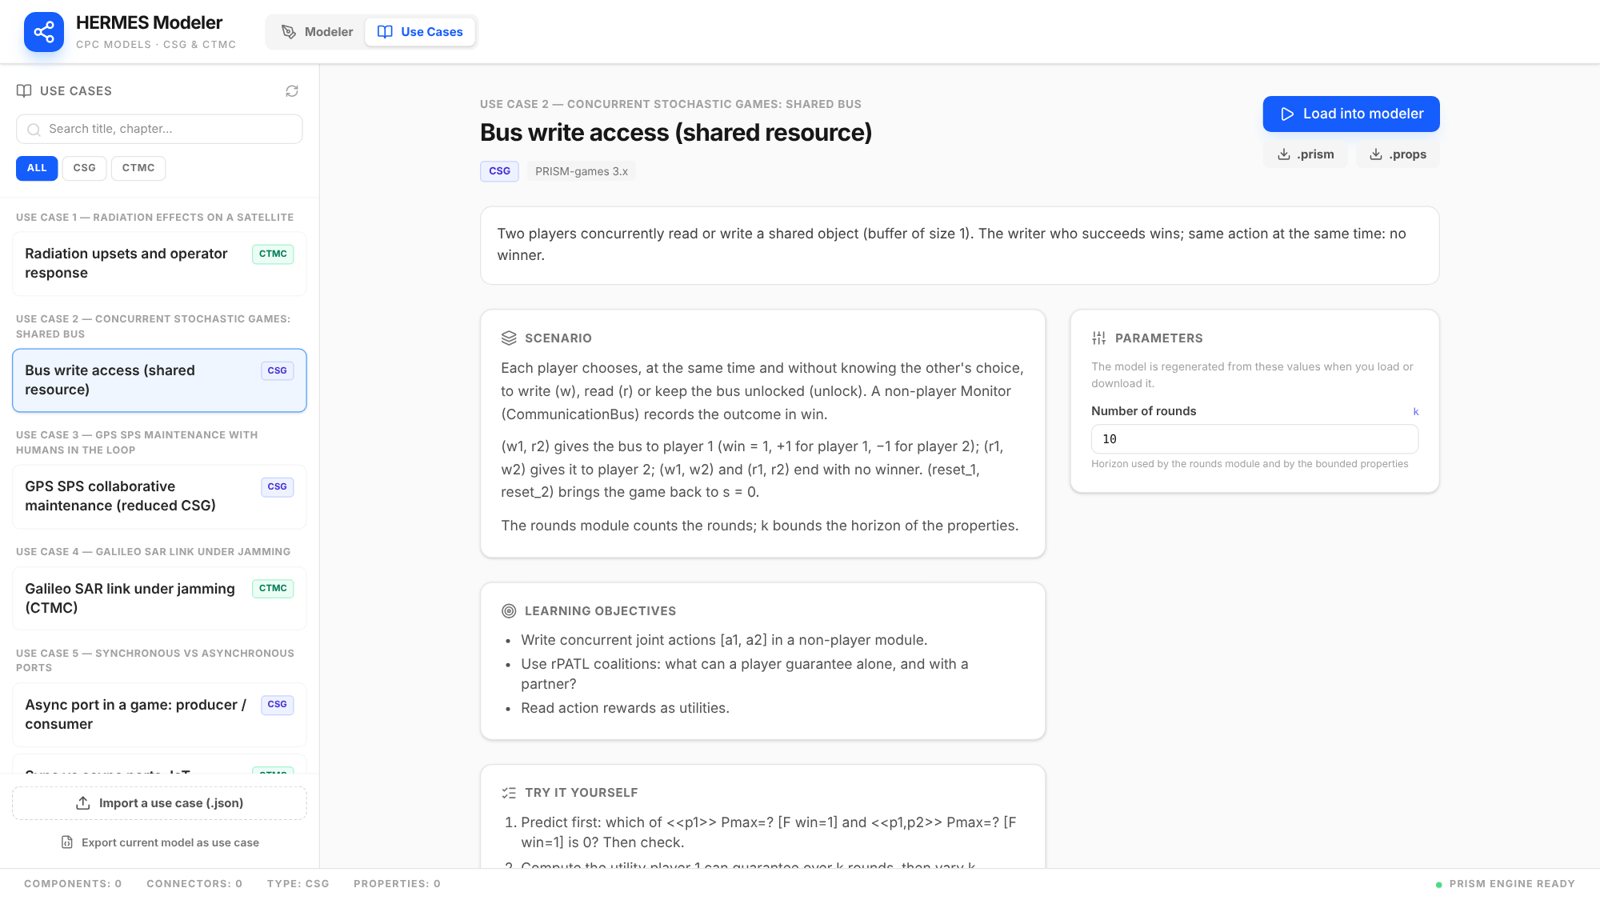 HERMES Modeler
CPC MODELS · CSG & CTMC
Modeler
Use Cases
USE CASES
Search title, chapter...
ALL
CSG
CTMC
USE CASE 1 — RADIATION EFFECTS ON A SATELLITE
Radiation upsets and operator
response
CTMC
USE CASE 2 — CONCURRENT STOCHASTIC GAMES:
SHARED BUS
Bus write access (shared
resource)
CSG
USE CASE 3 — GPS SPS MAINTENANCE WITH
HUMANS IN THE LOOP
GPS SPS collaborative
maintenance (reduced CSG)
CSG
USE CASE 4 — GALILEO SAR LINK UNDER JAMMING
Galileo SAR link under jamming
(CTMC)
CTMC
USE CASE 5 — SYNCHRONOUS VS ASYNCHRONOUS
PORTS
Async port in a game: producer /
consumer
CSG
Import a use case (.json)
Export current model as use case
USE CASE 2 — CONCURRENT STOCHASTIC GAMES: SHARED BUS
Bus write access (shared resource)
CSG
PRISM-games 3.x
Load into modeler
.prism
.props
Two players concurrently read or write a shared object (buffer of size 1). The writer who succeeds wins; same action at the same time: no
winner.
SCENARIO
Each player chooses, at the same time and without knowing the other's choice,
to write (w), read (r) or keep the bus unlocked (unlock). A non-player Monitor
(CommunicationBus) records the outcome in win.
(w1, r2) gives the bus to player 1 (win = 1, +1 for player 1, −1 for player 2); (r1,
w2) gives it to player 2; (w1, w2) and (r1, r2) end with no winner. (reset_1,
reset_2) brings the game back to s = 0.
The rounds module counts the rounds; k bounds the horizon of the properties.
LEARNING OBJECTIVES
• Write concurrent joint actions [a1, a2] in a non-player module.
• Use rPATL coalitions: what can a player guarantee alone, and with a
partner?
• Read action rewards as utilities.
TRY IT YOURSELF
1. Predict first: which of <<p1>> Pmax=? [F win=1] and <<p1,p2>> Pmax=? [F
win=1] is 0? Then check.
2. Compute the utility player 1 can guarantee over k rounds, then vary k.
PARAMETERS
The model is regenerated from these values when you load or
download it.
Number of rounds
k
10
Horizon used by the rounds module and by the bounded properties
COMPONENTS: 0
CONNECTORS: 0
TYPE: CSG
PROPERTIES: 0
PRISM ENGINE READY